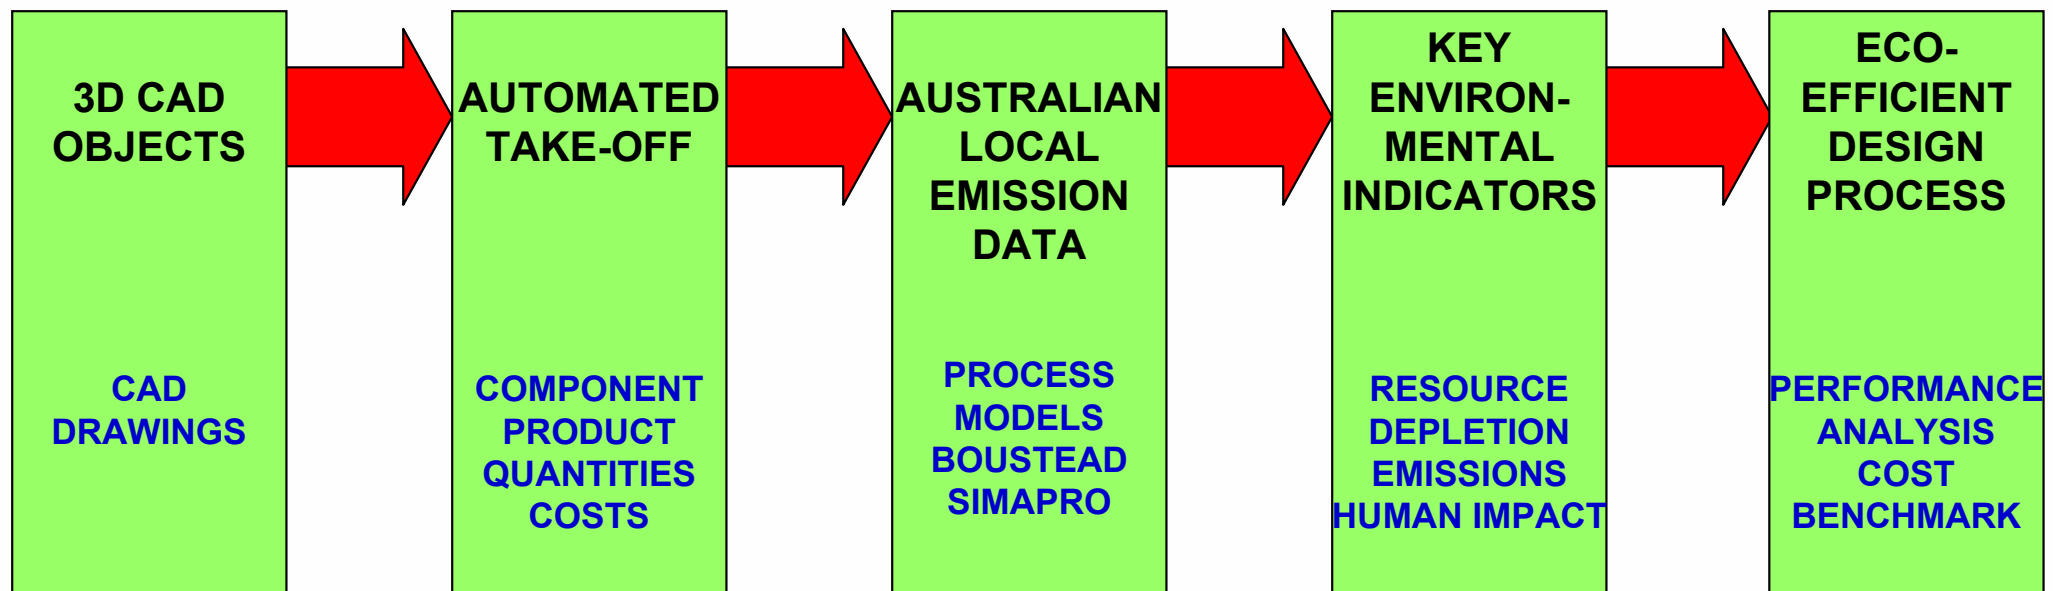 3D CAD
OBJECTS
CAD
DRAWINGS
AUTOMATED
TAKE-OFF
COMPONENT
PRODUCT
QUANTITIES
COSTS
AUSTRALIAN
LOCAL
EMISSION
DATA
PROCESS
MODELS
BOUSTEAD
SIMAPRO
KEY
ENVIRON-
MENTAL
INDICATORS
RESOURCE
DEPLETION
EMISSIONS
HUMAN IMPACT
ECO-
EFFICIENT
DESIGN
PROCESS
PERFORMANCE
ANALYSIS
COST
BENCHMARK